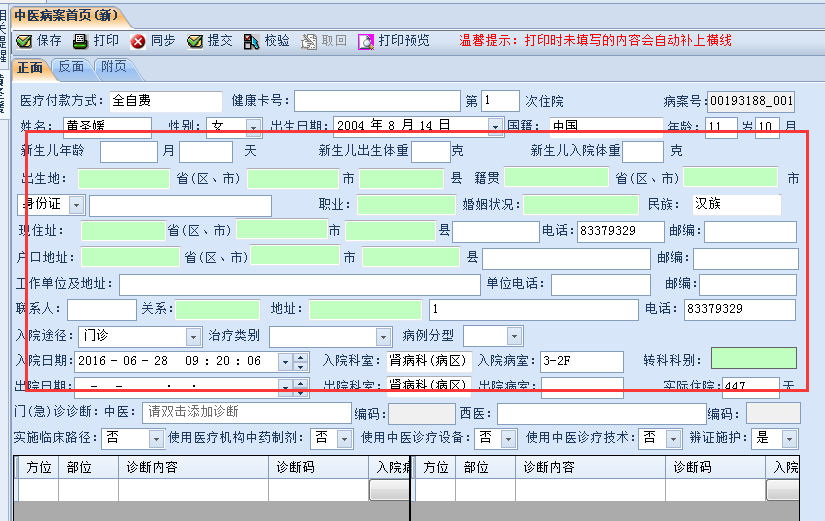 中医病案首页(新)
保存 打印 同步 提交 校验 取回 打印预览 温馨提示：打印时未填写的内容会自动补上横线
正面 反面 附页
医疗付款方式： 全自费 健康卡号： 第 1 次住院 病案号： 00193188_001
姓名： 黄圣媛 性别： 女 出生日期： 2004 年 8 月 14 日 国籍： 中国 年龄： 11 岁 10 月
新生儿年龄 月 天 新生儿出生体重 克 新生儿入院体重 克
出生地： 省(区、市) 市 县 籍贯 省(区、市) 市
身份证 职业： 婚姻状况： 民族： 汉族
现住址： 省(区、市) 市 县 电话： 83379329 邮编：
户口地址： 省(区、市) 市 县 邮编：
工作单位及地址： 单位电话： 邮编：
联系人： 关系： 地址： 1 电话： 83379329
入院途径： 门诊 治疗类别 病例分型
入院日期： 2016－06－28 09：20：06 入院科室： 肾病科(病区) 入院病室： 3-2F 转科科别：
出院日期： － － ： ： 出院科室： 肾病科(病区) 出院病室： 实际住院： 447 天
门(急)诊诊断：中医： 请双击添加诊断 编码： 西医： 编码：
实施临床路径： 否 使用医疗机构中药制剂： 否 使用中医诊疗设备： 否 使用中医诊疗技术： 否 辨证施护： 是
方位 部位 诊断内容 诊断码 入院病 方位 部位 诊断内容 诊断码 入院